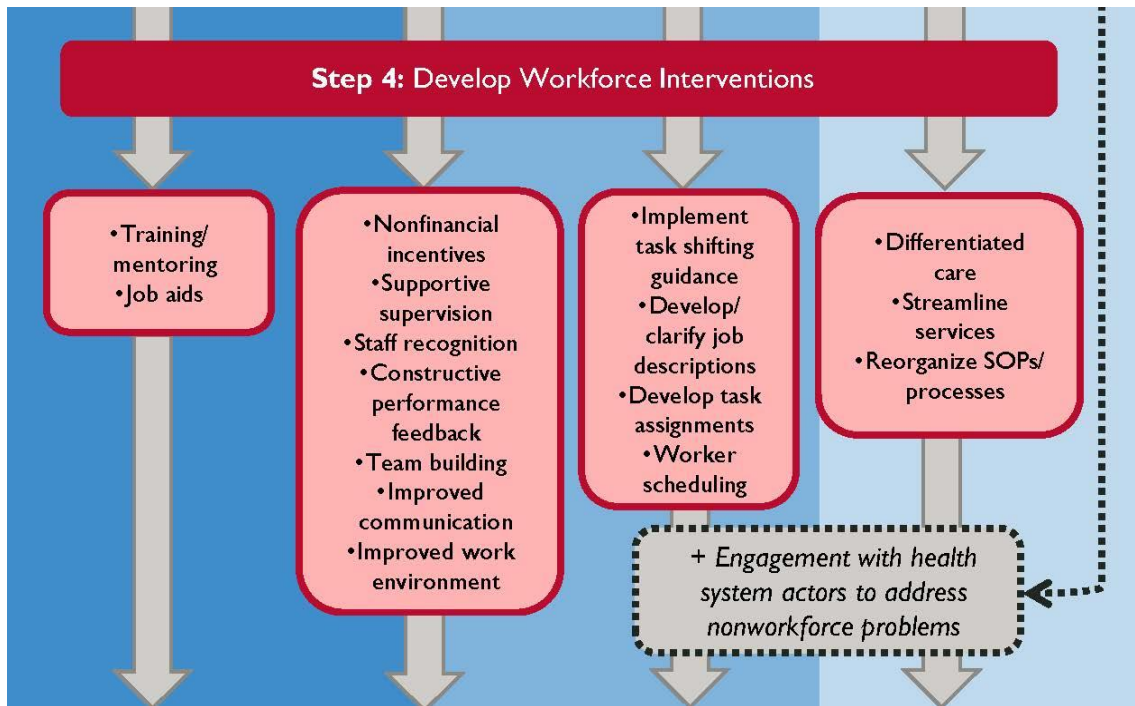 Step 4: Develop Workforce Interventions
•Training/
mentoring
•Job aids
•Nonfinancial
incentives
•Supportive
supervision
•Staff recognition
•Constructive
performance
feedback
•Team building
•Improved
communication
•Improved work
environment
•Implement
task shifting
guidance
•Develop/
clarify job
descriptions
•Develop task
assignments
•Worker
scheduling
•Differentiated
care
•Streamline
services
•Reorganize SOPs/
processes
+ Engagement with health
system actors to address
nonworkforce problems